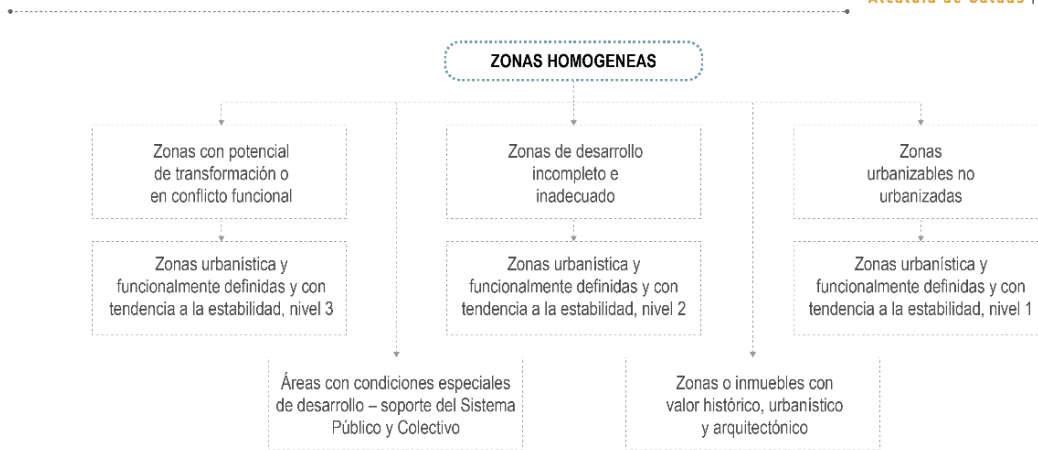 Alcaldía de Caldas |
ZONAS HOMOGENEAS
Zonas con potencial
de transformación o
en conflicto funcional
Zonas de desarrollo
incompleto e
inadecuado
Zonas
urbanizables no
urbanizadas
Zonas urbanística y
funcionalmente definidas y con
tendencia a la estabilidad, nivel 3
Zonas urbanística y
funcionalmente definidas y con
tendencia a la estabilidad, nivel 2
Zonas urbanística y
funcionalmente definidas y con
tendencia a la estabilidad, nivel 1
Áreas con condiciones especiales
de desarrollo – soporte del Sistema
Público y Colectivo
Zonas o inmuebles con
valor histórico, urbanístico
y arquitectónico